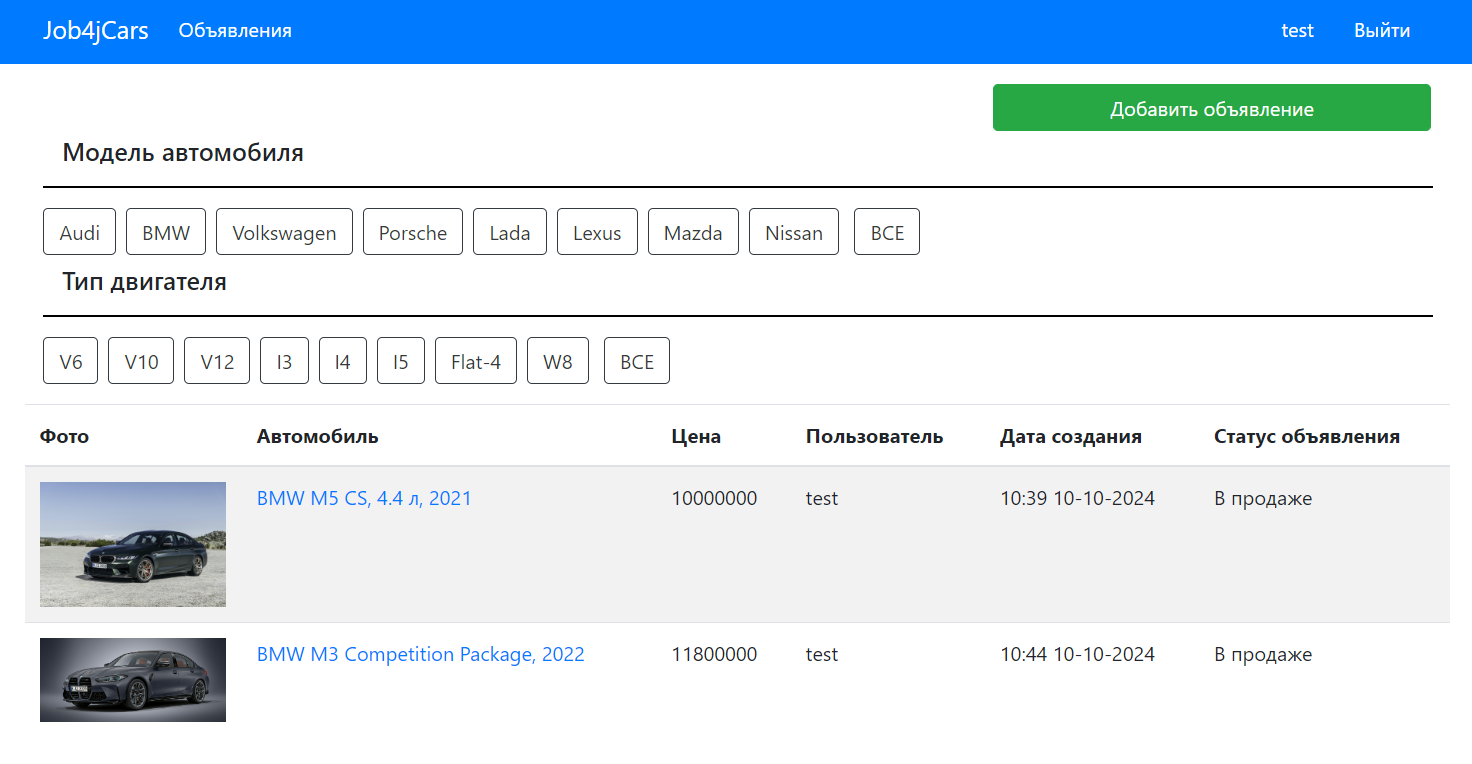 Job4jCars Объявления test Выйти
Добавить объявление
Модель автомобиля
Audi BMW Volkswagen Porsche Lada Lexus Mazda Nissan ВСЕ
Тип двигателя
V6 V10 V12 I3 I4 I5 Flat-4 W8 ВСЕ
Фото Автомобиль Цена Пользователь Дата создания Статус объявления
BMW M5 CS, 4.4 л, 2021 10000000 test 10:39 10-10-2024 В продаже
BMW M3 Competition Package, 2022 11800000 test 10:44 10-10-2024 В продаже